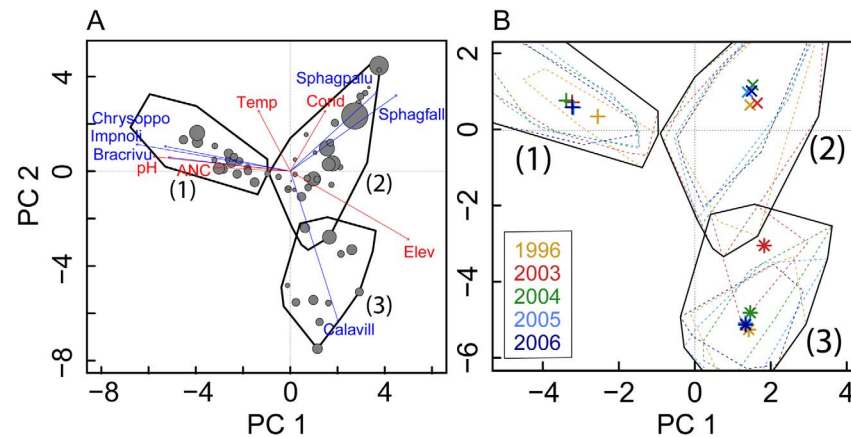 A
B
PC 2
4
0
−4
−8
−8
−4
0
4
PC 1
Sphagpalu
Temp
Cond
Sphagfall
Chrysoppo
Impnoli
Bracrivu
pH
ANC
(1)
(2)
Elev
(3)
Calavill
2
0
−2
−4
−6
−4
−2
0
2
4
PC 1
(1)
(2)
(3)
1996
2003
2004
2005
2006